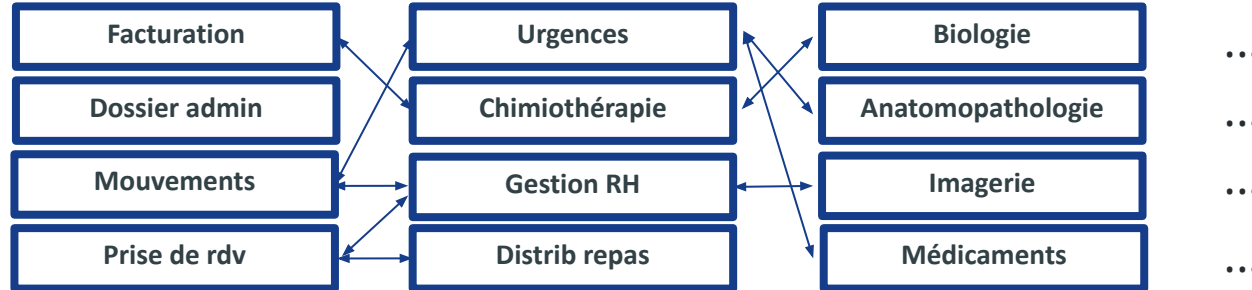 Facturation Urgences Biologie ...
Dossier admin Chimiothérapie Anatomopathologie ...
Mouvements Gestion RH Imagerie ...
Prise de rdv Distrib repas Médicaments ...